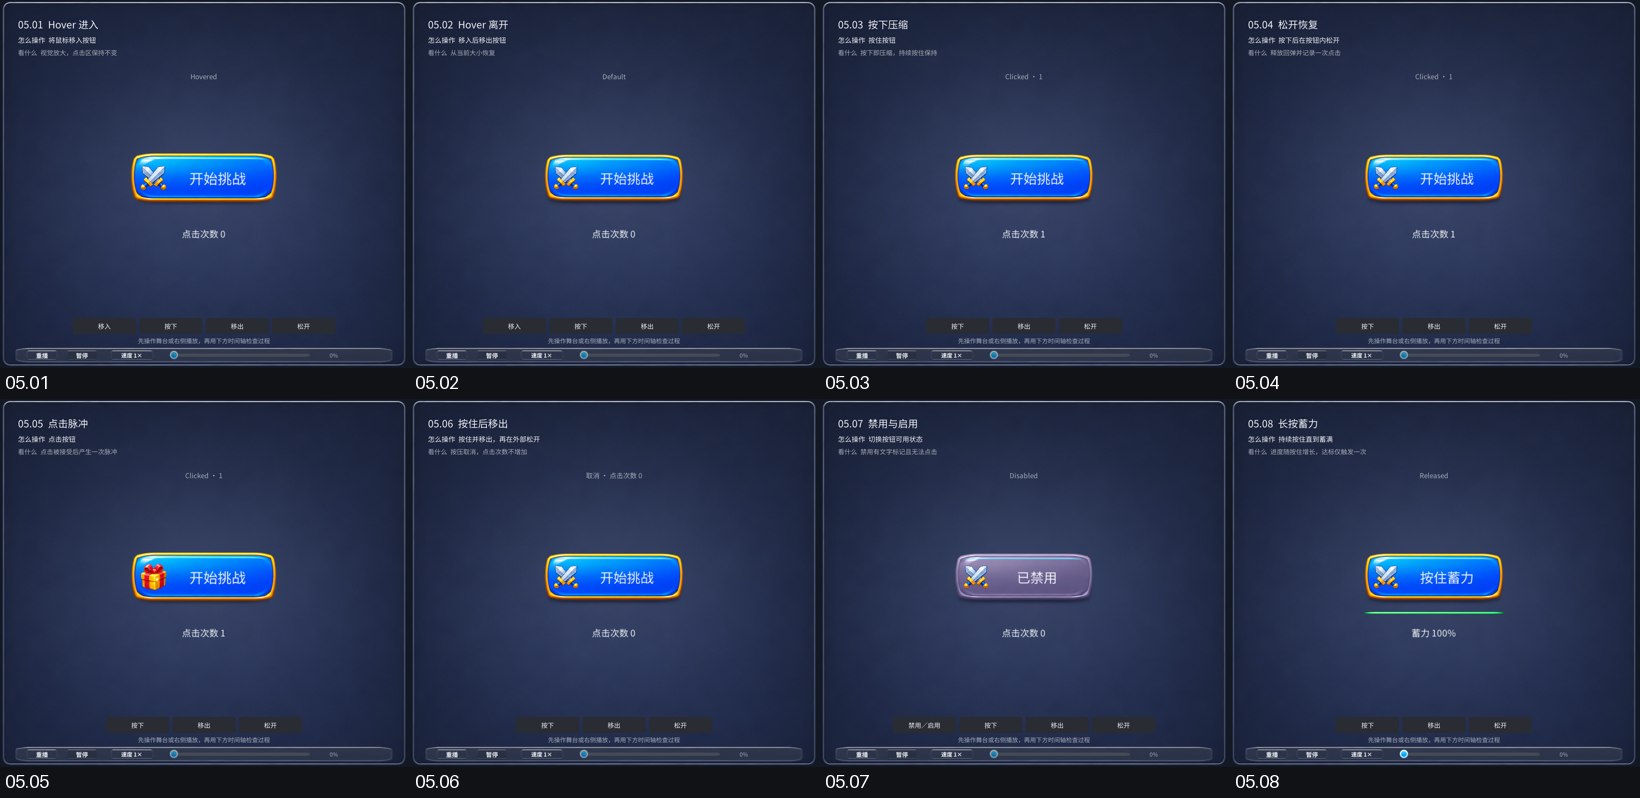 05.01 Hover 进入
怎么操作 将鼠标移入按钮
看什么 视觉放大，点击区保持不变
Hovered
开始挑战
点击次数 0
移入 按下 移出 松开
先操作舞台或右侧播放，再用下方时间轴检查过程
重播 暂停 速度 1× 0%
05.01
05.02 Hover 离开
怎么操作 移入后移出按钮
看什么 从当前大小恢复
Default
开始挑战
点击次数 0
移入 按下 移出 松开
先操作舞台或右侧播放，再用下方时间轴检查过程
重播 暂停 速度 1× 0%
05.02
05.03 按下压缩
怎么操作 按住按钮
看什么 按下即压缩，持续按住保持
Clicked · 1
开始挑战
点击次数 1
按下 移出 松开
先操作舞台或右侧播放，再用下方时间轴检查过程
重播 暂停 速度 1× 0%
05.03
05.04 松开恢复
怎么操作 按下后在按钮内松开
看什么 释放回弹并记录一次点击
Clicked · 1
开始挑战
点击次数 1
按下 移出 松开
先操作舞台或右侧播放，再用下方时间轴检查过程
重播 暂停 速度 1× 0%
05.04
05.05 点击脉冲
怎么操作 点击按钮
看什么 点击被接受后产生一次脉冲
Clicked · 1
开始挑战
点击次数 1
按下 移出 松开
先操作舞台或右侧播放，再用下方时间轴检查过程
重播 暂停 速度 1× 0%
05.05
05.06 按住后移出
怎么操作 按住并移出，再在外部松开
看什么 按压取消，点击次数不增加
取消 · 点击次数 0
开始挑战
点击次数 0
按下 移出 松开
先操作舞台或右侧播放，再用下方时间轴检查过程
重播 暂停 速度 1× 0%
05.06
05.07 禁用与启用
怎么操作 切换按钮可用状态
看什么 禁用有文字标记且无法点击
Disabled
已禁用
点击次数 0
禁用／启用 按下 移出 松开
先操作舞台或右侧播放，再用下方时间轴检查过程
重播 暂停 速度 1× 0%
05.07
05.08 长按蓄力
怎么操作 持续按住直到蓄满
看什么 进度随按住增长，达标仅触发一次
Released
按住蓄力
蓄力 100%
按下 移出 松开
先操作舞台或右侧播放，再用下方时间轴检查过程
重播 暂停 速度 1× 0%
05.08